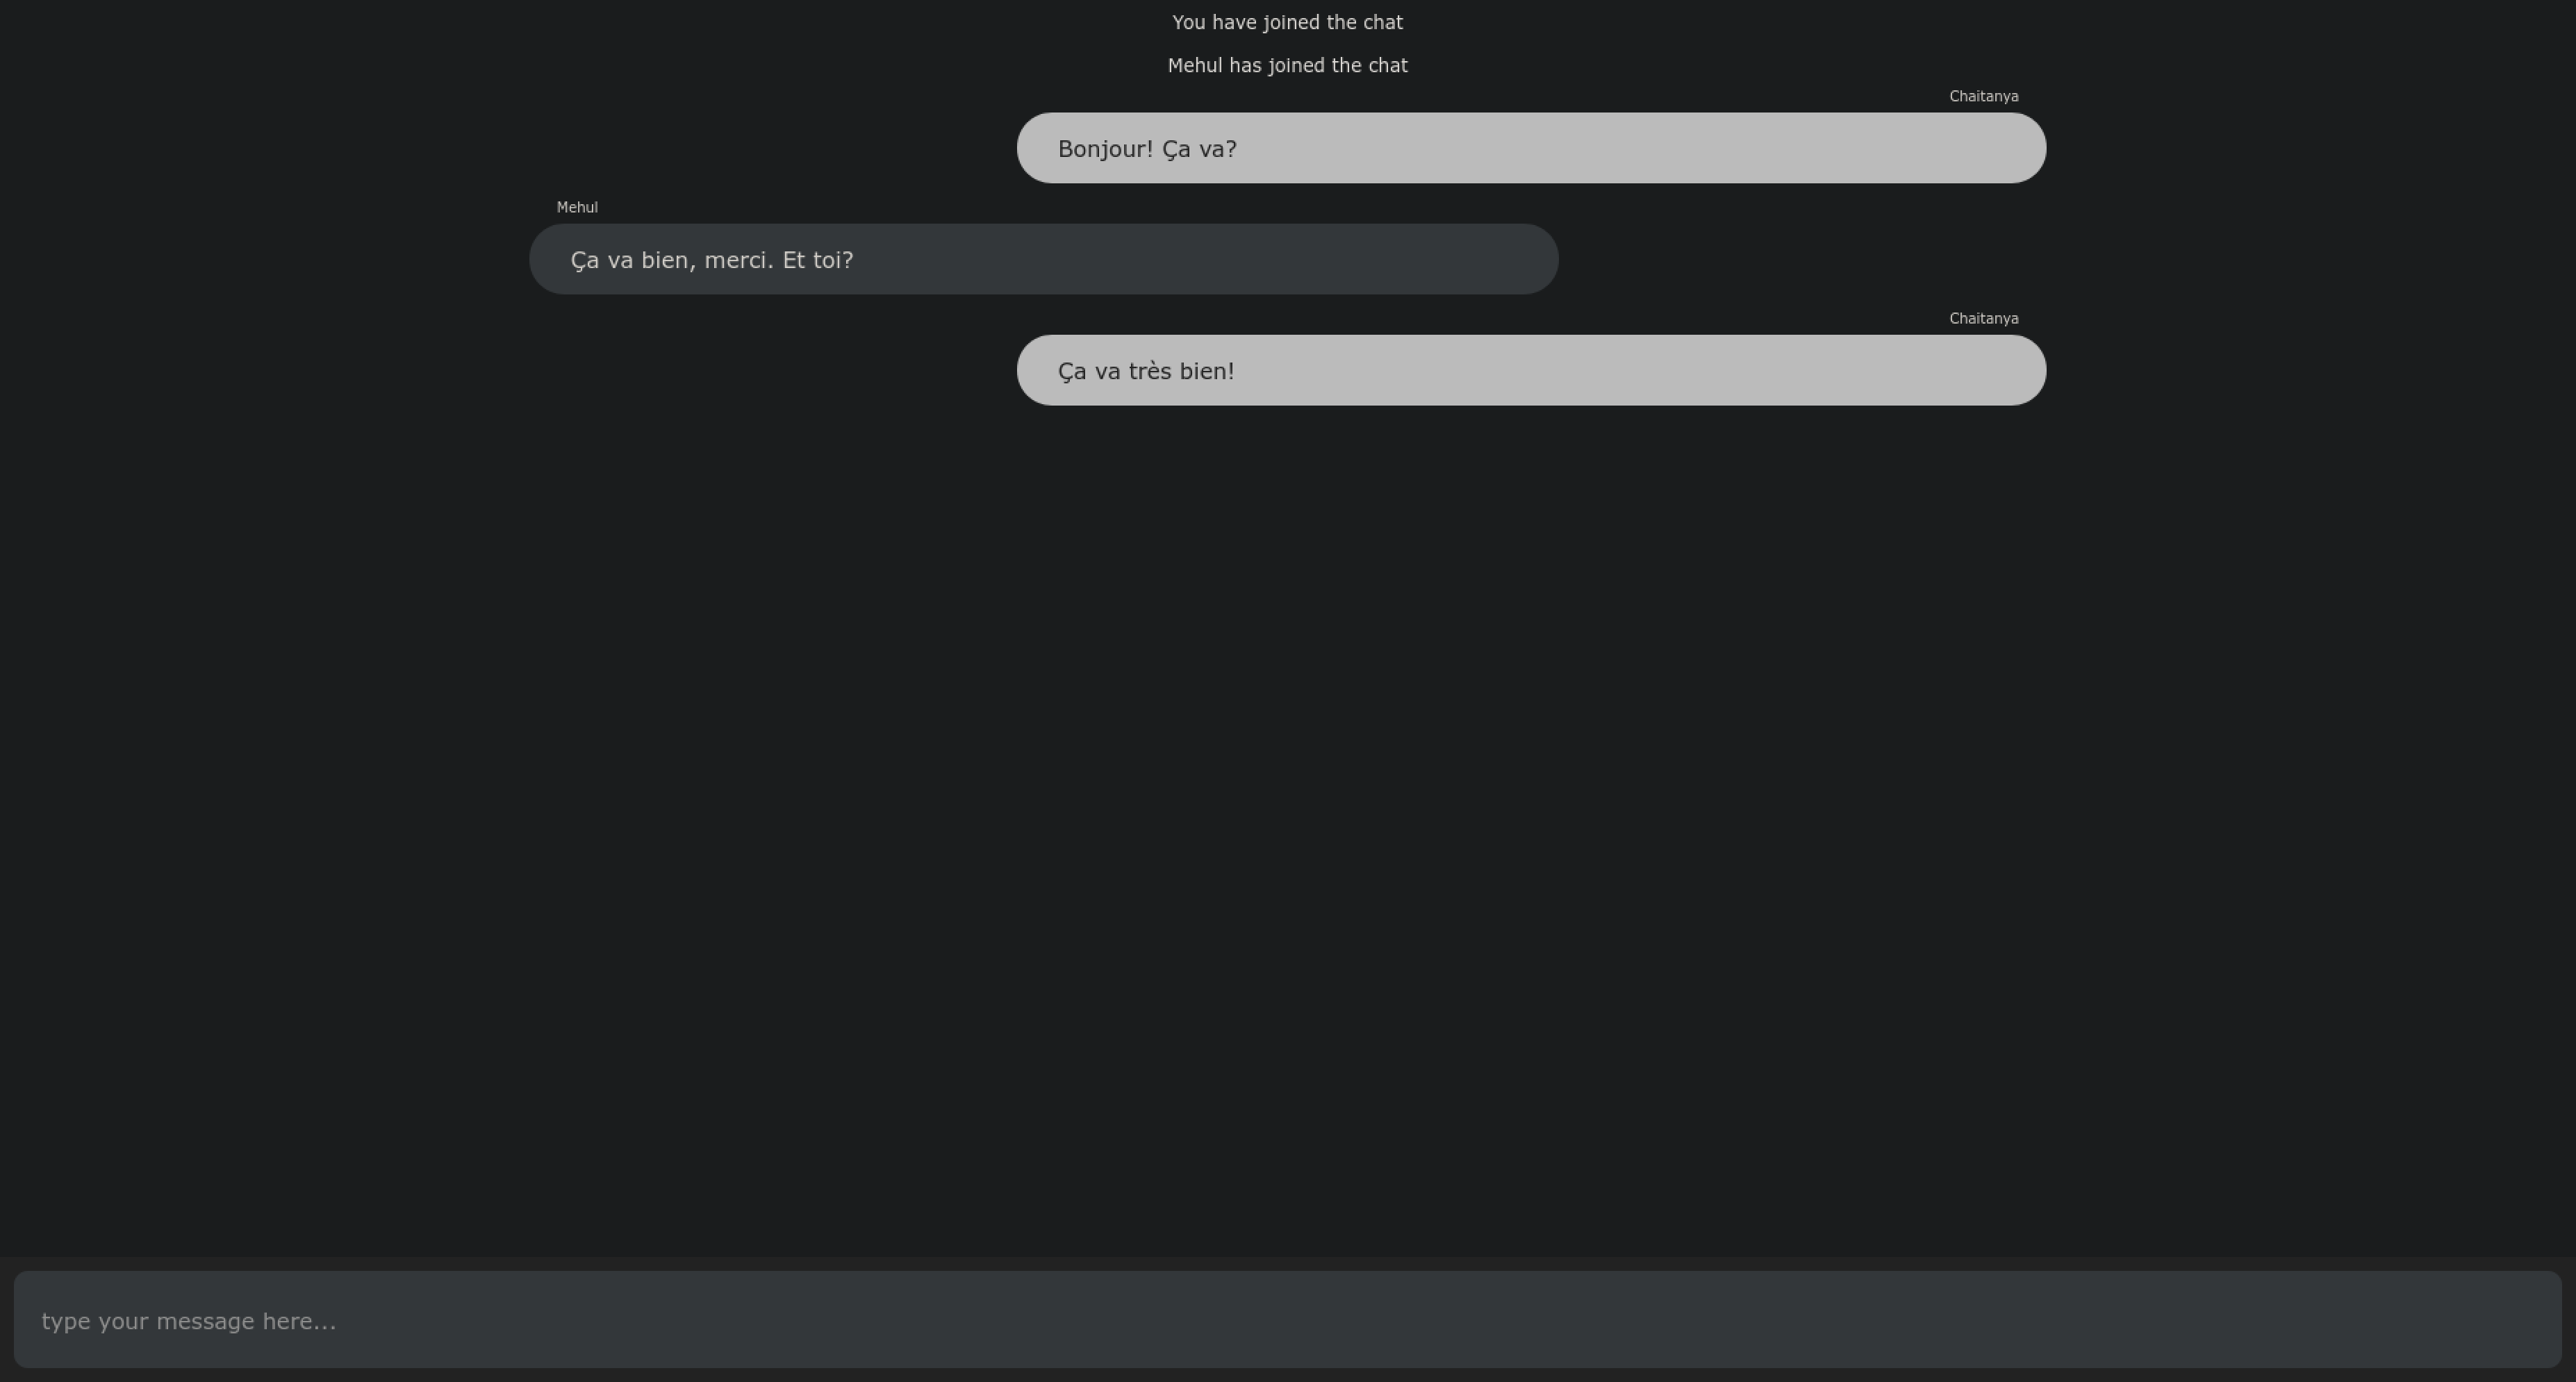 You have joined the chat
Mehul has joined the chat
Chaitanya
Bonjour! Ça va?
Mehul
Ça va bien, merci. Et toi?
Chaitanya
Ça va très bien!
type your message here...